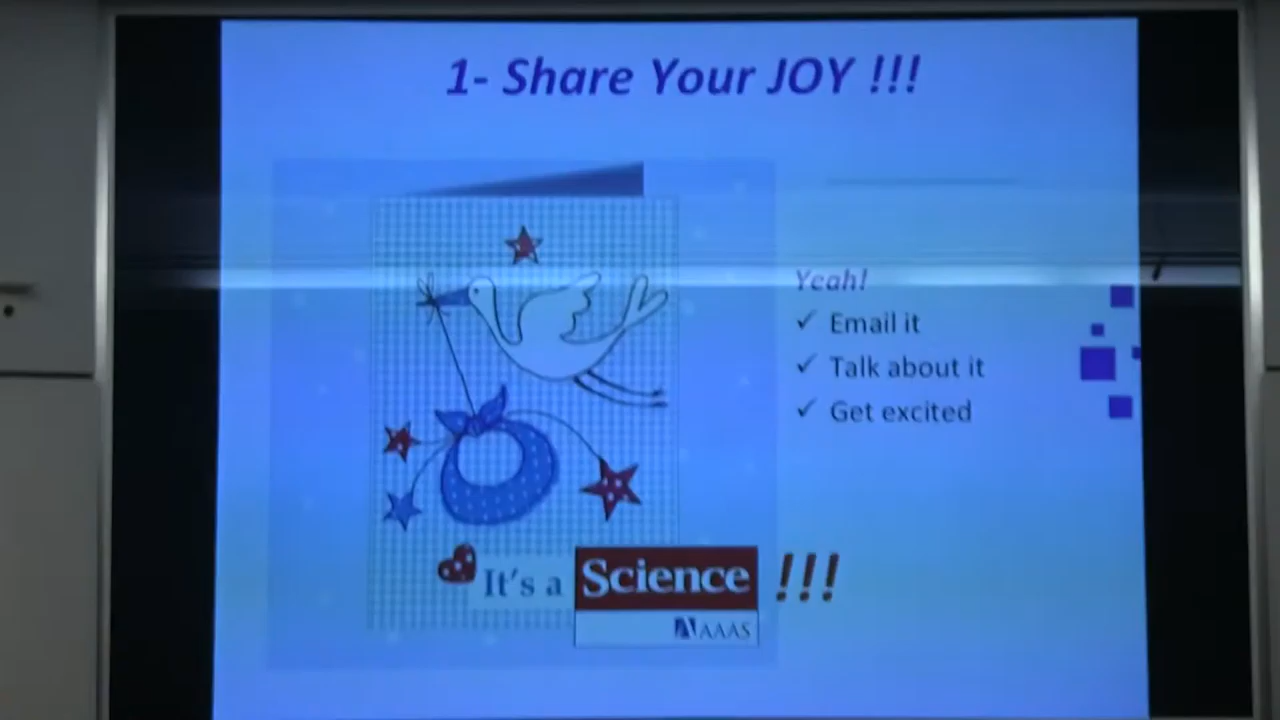 1- Share Your JOY !!!
Yeah!
✓ Email it
✓ Talk about it
✓ Get excited
It's a Science !!!
AAAS